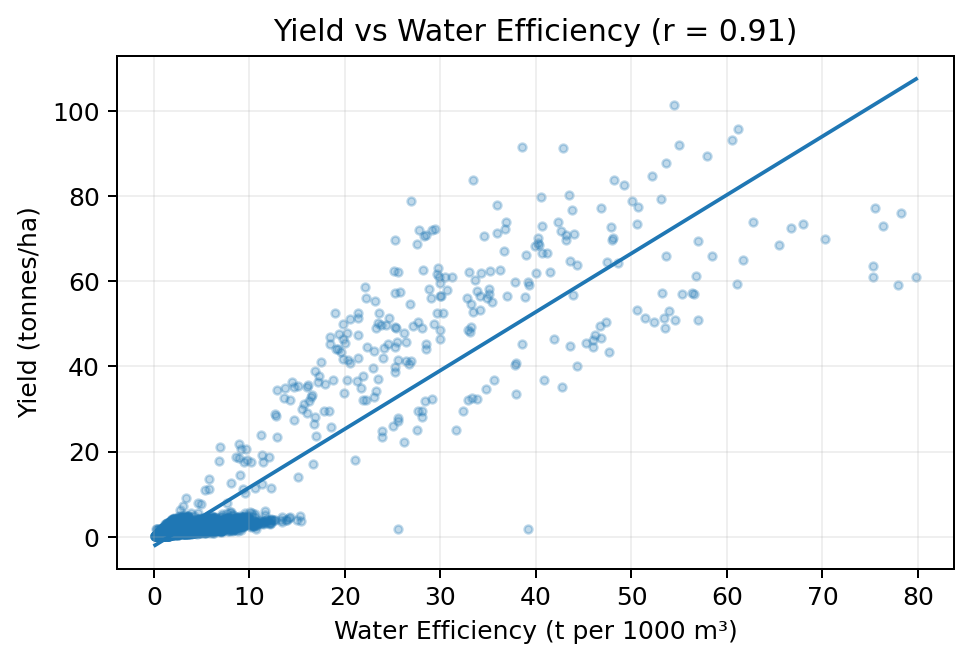 Yield vs Water Efficiency (r = 0.91)
Yield (tonnes/ha)
100
80
60
40
20
0
0 10 20 30 40 50 60 70 80
Water Efficiency (t per 1000 m³)